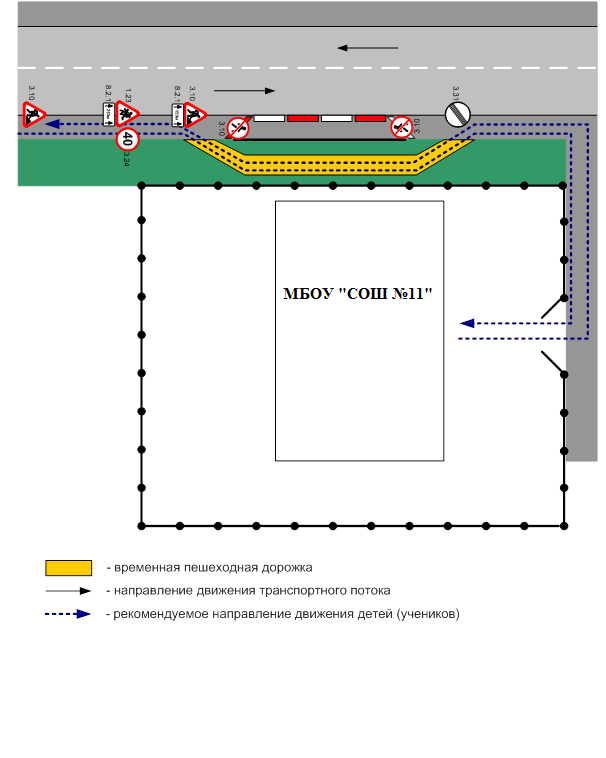 3.10
8.2.1
1.23
8.2.1
3.10
3.10
3.10
3.31
40
3.24
МБОУ "СОШ №11"
- временная пешеходная дорожка
- направление движения транспортного потока
- рекомендуемое направление движения детей (учеников)